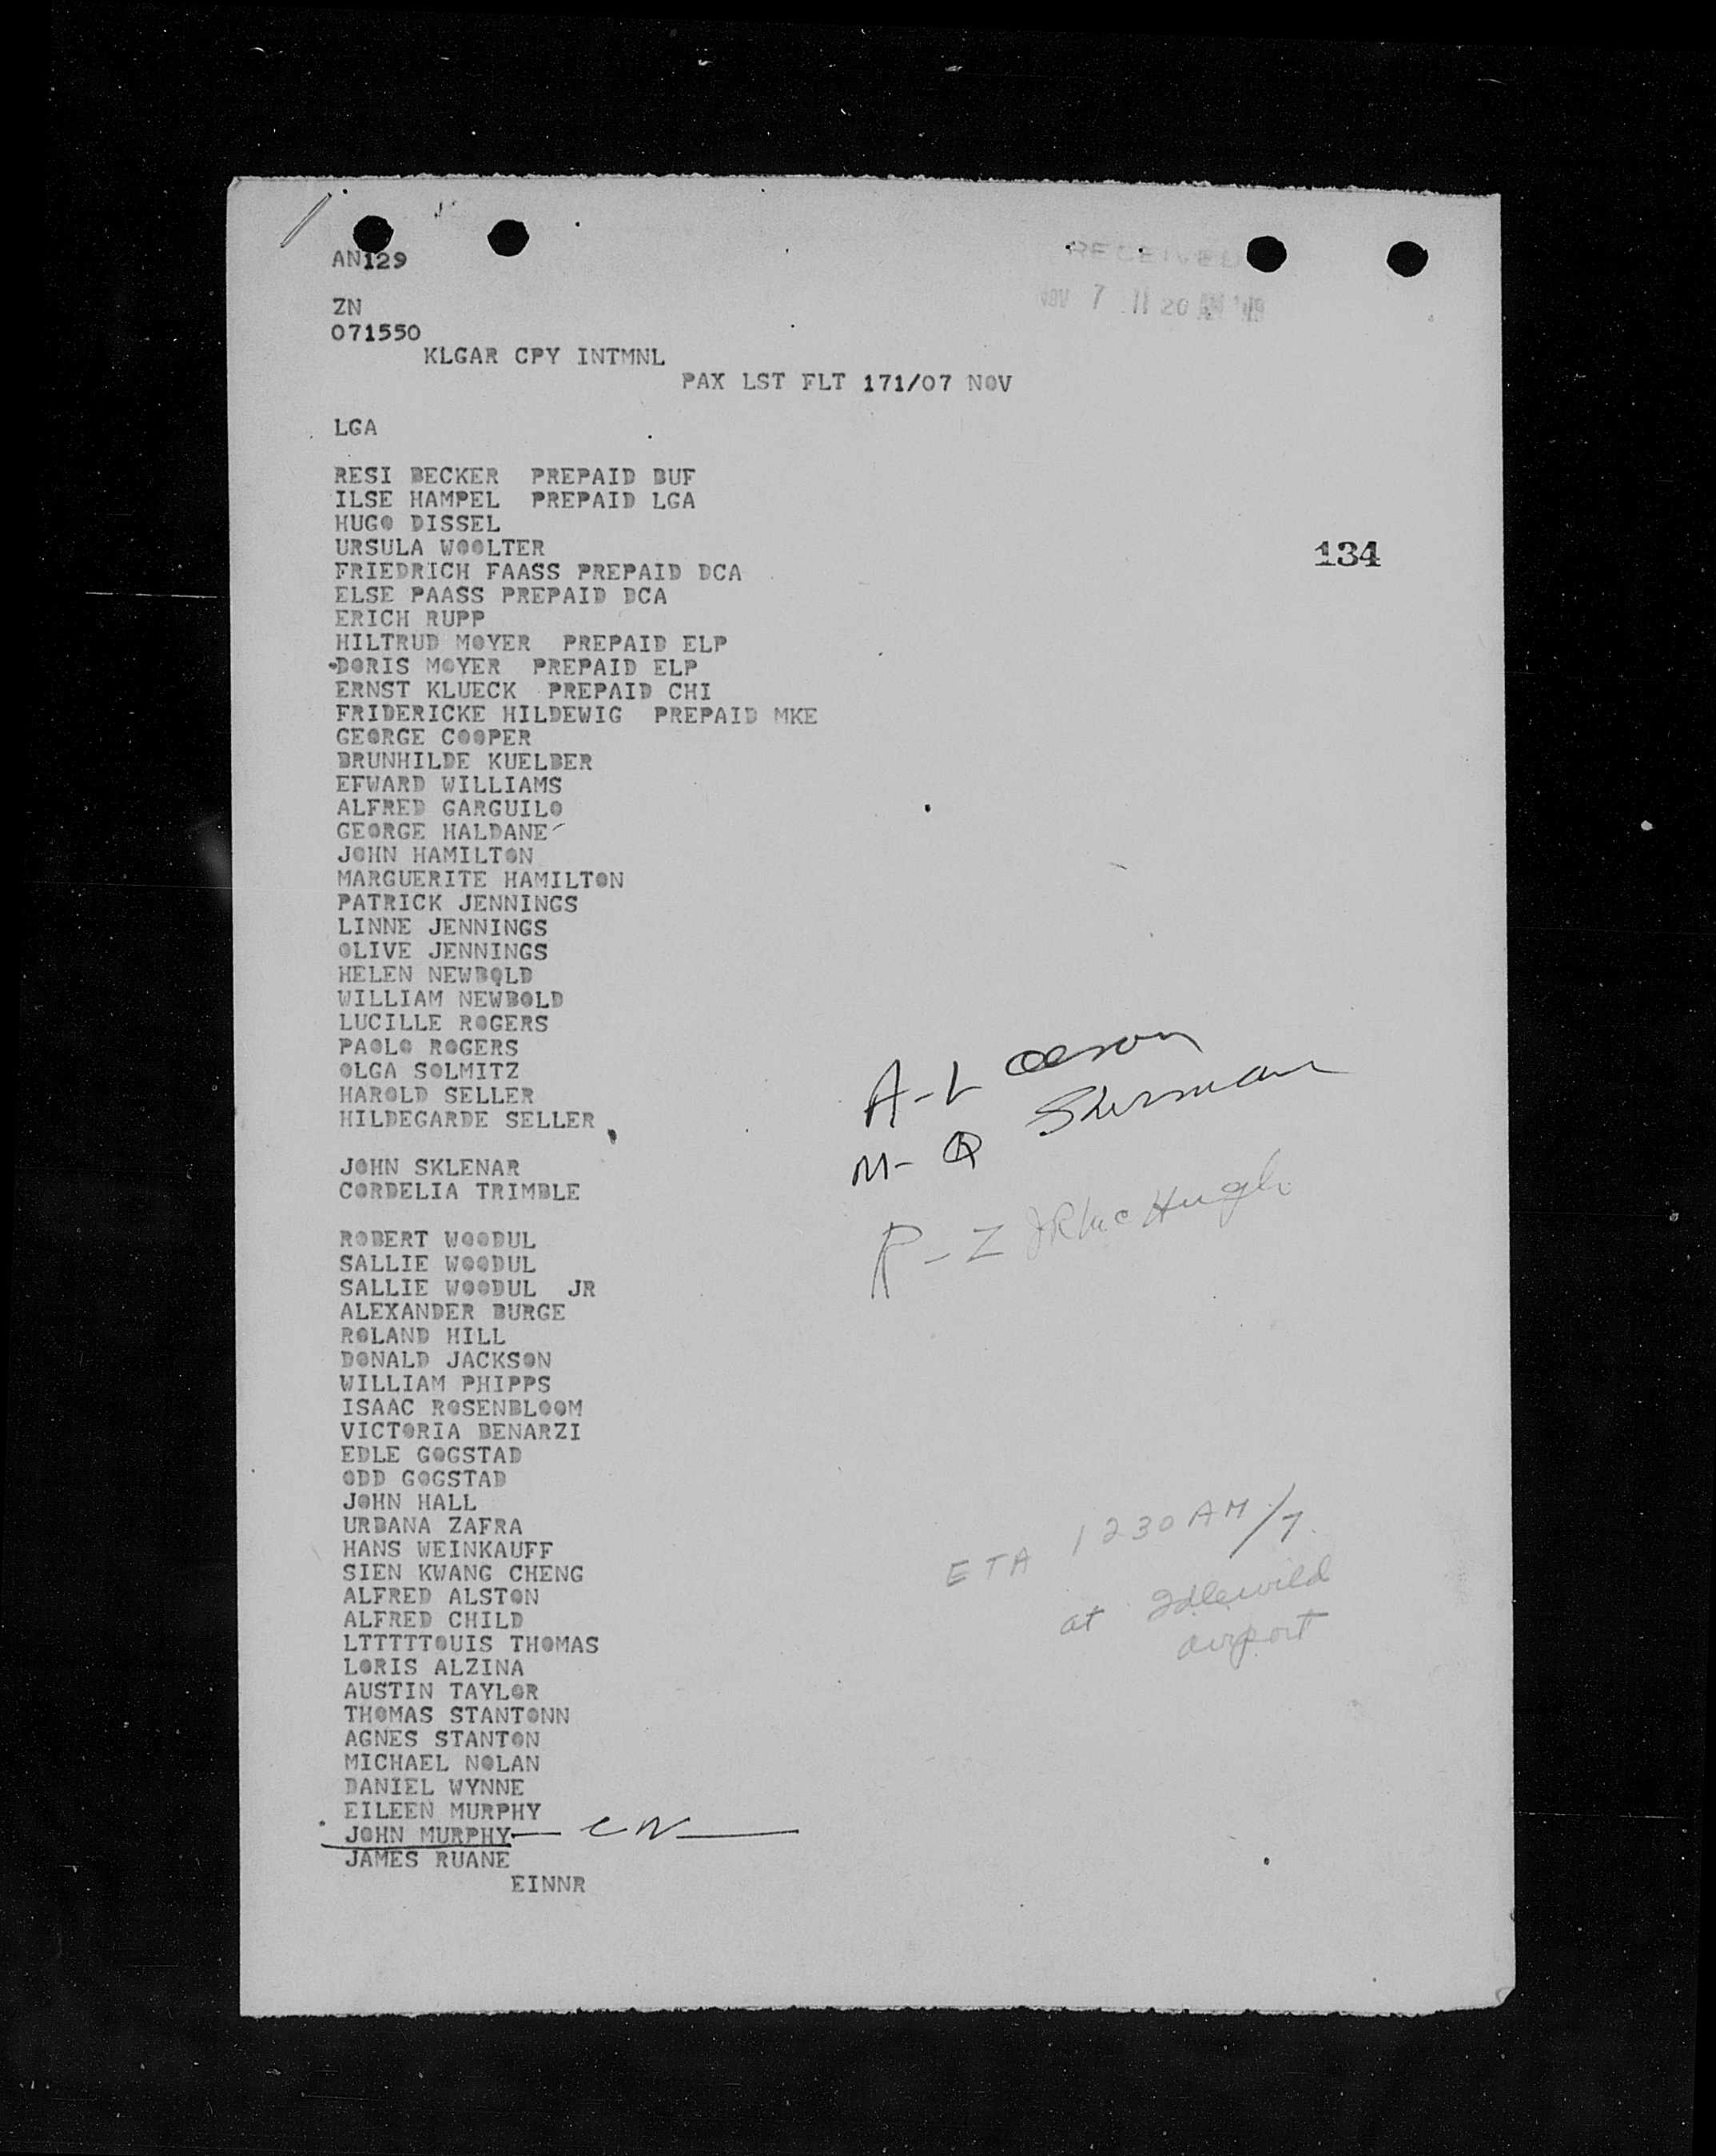 AN129
RECEIVED
NOV 7 11 20 AM '49
ZN
071550
KLGAR CPY INTMNL
PAX LST FLT 171/07 NOV
LGA
RESI BECKER PREPAID BUF
ILSE HAMPEL PREPAID LGA
HUGO DISSEL
URSULA WOOLTER
134
FRIEDRICH FAASS PREPAID DCA
ELSE PAASS PREPAID DCA
ERICH RUPP
HILTRUD MOYER PREPAID ELP
DORIS MOYER PREPAID ELP
ERNST KLUECK PREPAID CHI
FRIDERICKE HILDEWIG PREPAID MKE
GEORGE COOPER
BRUNHILDE KUELBER
EFWARD WILLIAMS
ALFRED GARGUILO
GEORGE HALDANE
JOHN HAMILTON
MARGUERITE HAMILTON
PATRICK JENNINGS
LINNE JENNINGS
OLIVE JENNINGS
HELEN NEWBOLD
WILLIAM NEWBOLD
LUCILLE ROGERS
PAOLO ROGERS
OLGA SOLMITZ
HAROLD SELLER
HILDEGARDE SELLER
A-L
M-Q Sherman
JOHN SKLENAR
CORDELIA TRIMBLE
R-Z JR McHugh
ROBERT WOODUL
SALLIE WOODUL
SALLIE WOODUL JR
ALEXANDER BURGE
ROLAND HILL
DONALD JACKSON
WILLIAM PHIPPS
ISAAC ROSENBLOOM
VICTORIA BENARZI
EDLE GOGSTAD
ODD GOGSTAD
JOHN HALL
URBANA ZAFRA
HANS WEINKAUFF
SIEN KWANG CHENG
ETA 1230 AM/7
at Idlewild
airport
ALFRED ALSTON
ALFRED CHILD
LTTTTTOUIS THOMAS
LORIS ALZINA
AUSTIN TAYLOR
THOMAS STANTONN
AGNES STANTON
MICHAEL NOLAN
DANIEL WYNNE
EILEEN MURPHY
JOHN MURPHY
JAMES RUANE
EINNR